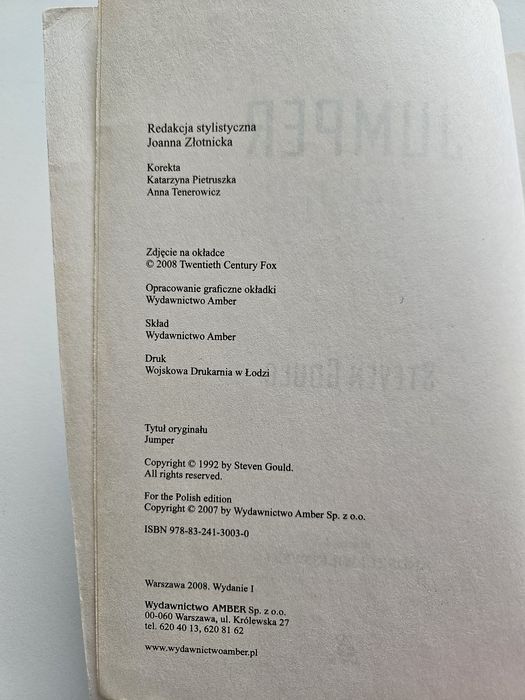 Redakcja stylistyczna
Joanna Złotnicka
Korekta
Katarzyna Pietruszka
Anna Tenerowicz
Zdjęcie na okładce
© 2008 Twentieth Century Fox
Opracowanie graficzne okładki
Wydawnictwo Amber
Skład
Wydawnictwo Amber
Druk
Wojskowa Drukarnia w Łodzi
Tytuł oryginału
Jumper
Copyright © 1992 by Steven Gould.
All rights reserved.
For the Polish edition
Copyright © 2007 by Wydawnictwo Amber Sp. z o.o.
ISBN 978-83-241-3003-0
Warszawa 2008. Wydanie I
Wydawnictwo AMBER Sp. z o.o.
00-060 Warszawa, ul. Królewska 27
tel. 620 40 13, 620 81 62
www.wydawnictwoamber.pl
JUMPER
STEVEN GOULD